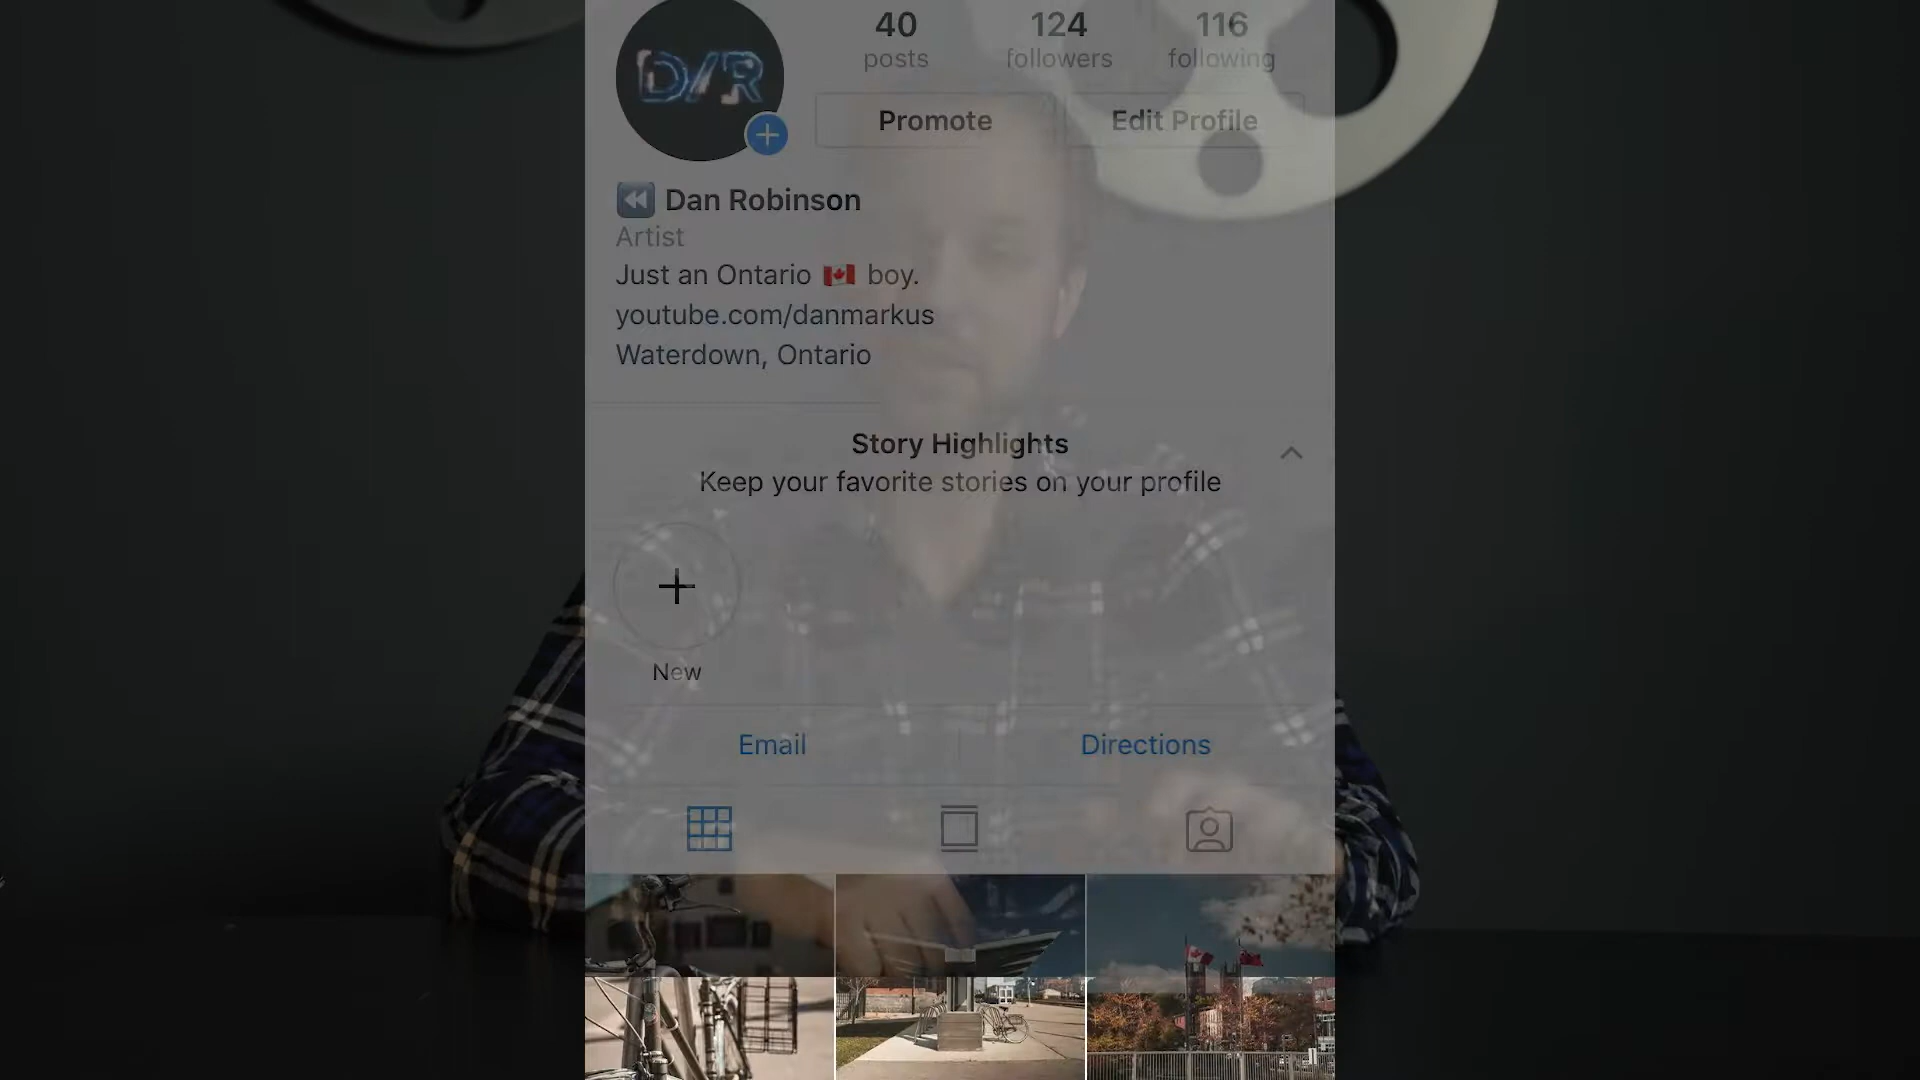 D/R
40 124 116
posts followers following
Promote Edit Profile
⏪ Dan Robinson
Artist
Just an Ontario 🇨🇦 boy.
youtube.com/danmarkus
Waterdown, Ontario
Story Highlights
Keep your favorite stories on your profile
New
Email Directions